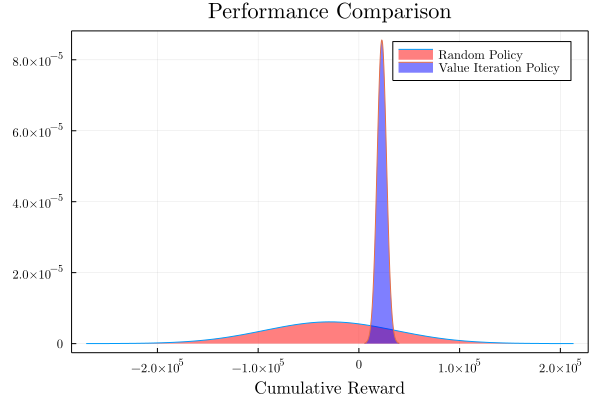 Performance Comparison
Random Policy
Value Iteration Policy
8.0×10⁻⁵
6.0×10⁻⁵
4.0×10⁻⁵
2.0×10⁻⁵
0
−2.0×10⁵ −1.0×10⁵ 0 1.0×10⁵ 2.0×10⁵
Cumulative Reward